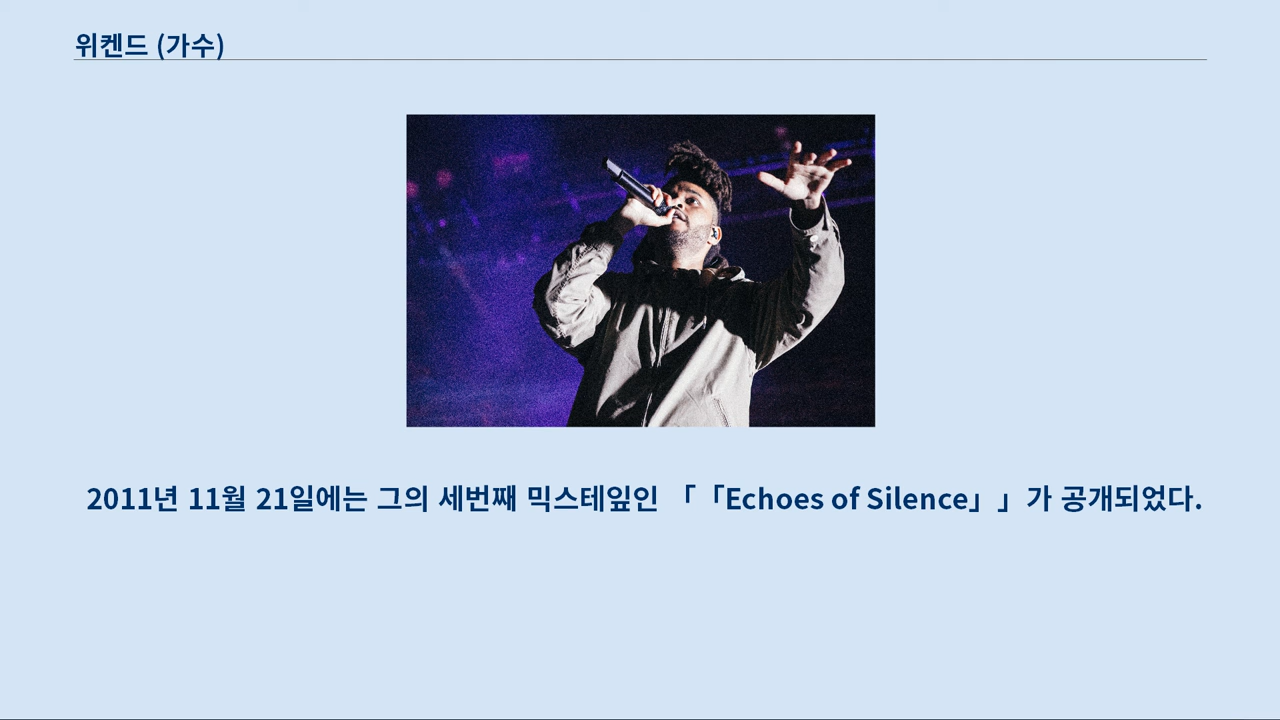 위켄드 (가수)
2011년 11월 21일에는 그의 세번째 믹스테잎인 「「Echoes of Silence」」가 공개되었다.